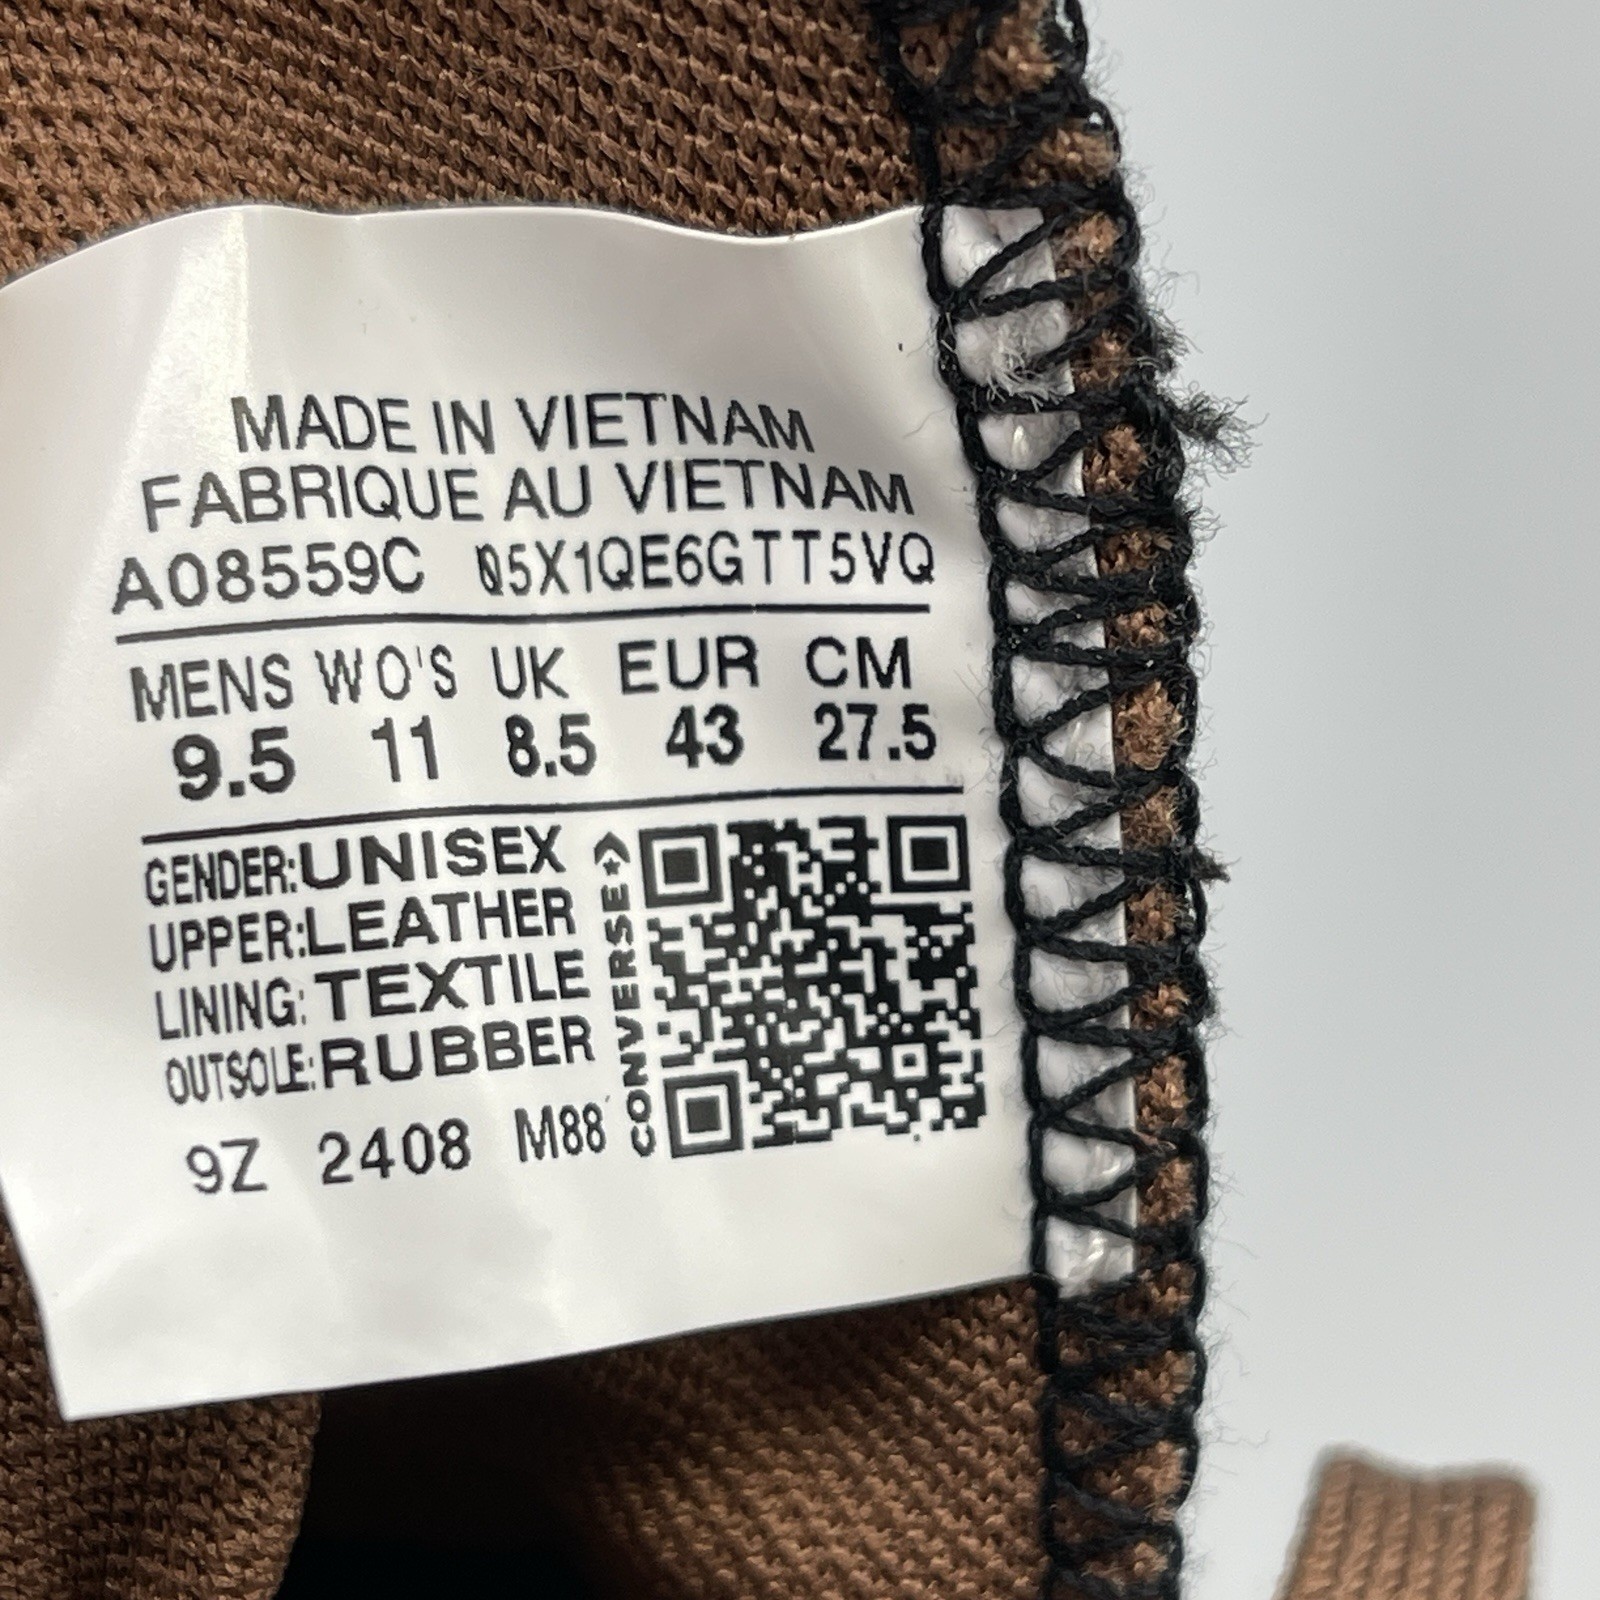 MADE IN VIETNAM
FABRIQUE AU VIETNAM
A08559C 05X1QE6GTT5VQ
MENS WO'S UK EUR CM
9.5 11 8.5 43 27.5
GENDER:UNISEX
UPPER:LEATHER
LINING:TEXTILE
OUTSOLE:RUBBER
9Z 2408 M88
CONVERSE